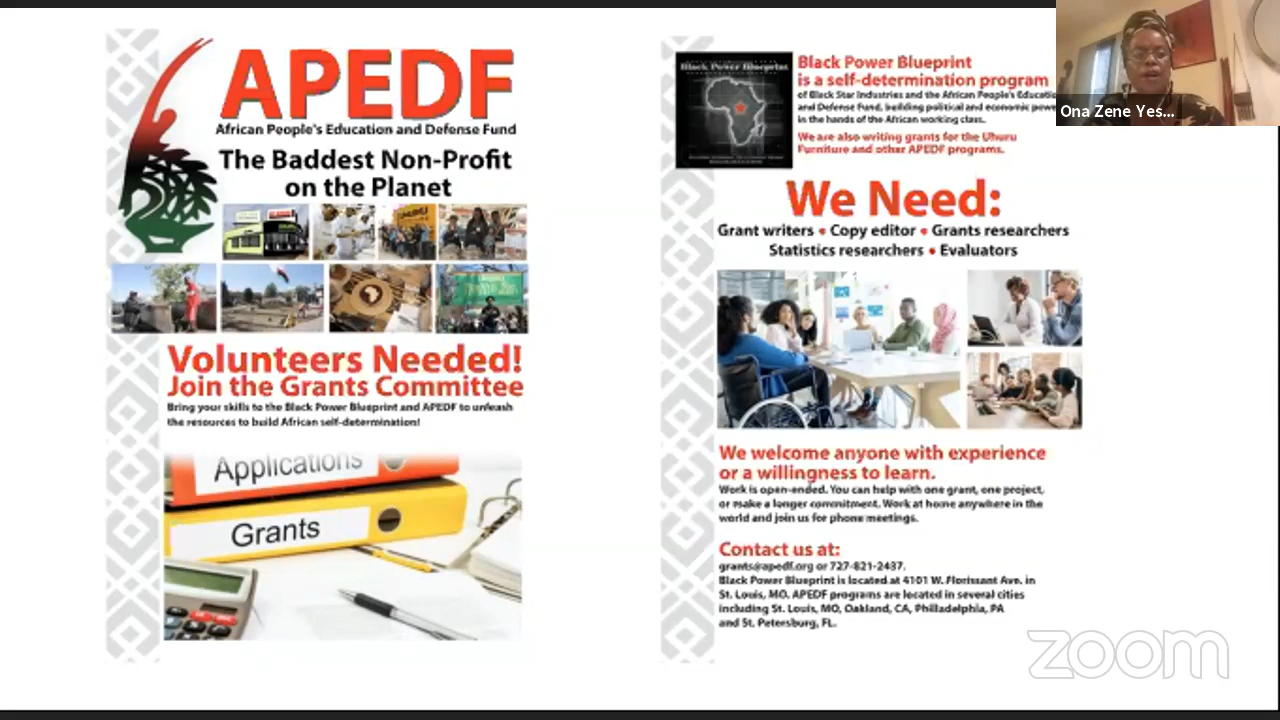 APEDF
African People's Education and Defense Fund
The Baddest Non-Profit
on the Planet
Volunteers Needed!
Join the Grants Committee
Bring your skills to the Black Power Blueprint and APEDF to unleash
the resources to build African self-determination!
Applications
Grants
Black Power Blueprint
Black Power Blueprint
is a self-determination program
of Black Star Industries and the African People's Educatio
and Defense Fund, building political and economic powe
in the hands of the African working class.
We are also writing grants for the Uhuru
Furniture and other APEDF programs.
We Need:
Grant writers • Copy editor • Grants researchers
Statistics researchers • Evaluators
We welcome anyone with experience
or a willingness to learn.
Work is open-ended. You can help with one grant, one project,
or make a longer commitment. Work at home anywhere in the
world and join us for phone meetings.
Contact us at:
grants@apedf.org or 727-821-2437.
Black Power Blueprint is located at 4101 W. Florissant Ave. in
St. Louis, MO. APEDF programs are located in several cities
including St. Louis, MO, Oakland, CA, Philladelphia, PA
and St. Petersburg, FL.
Ona Zene Yes...
zoom